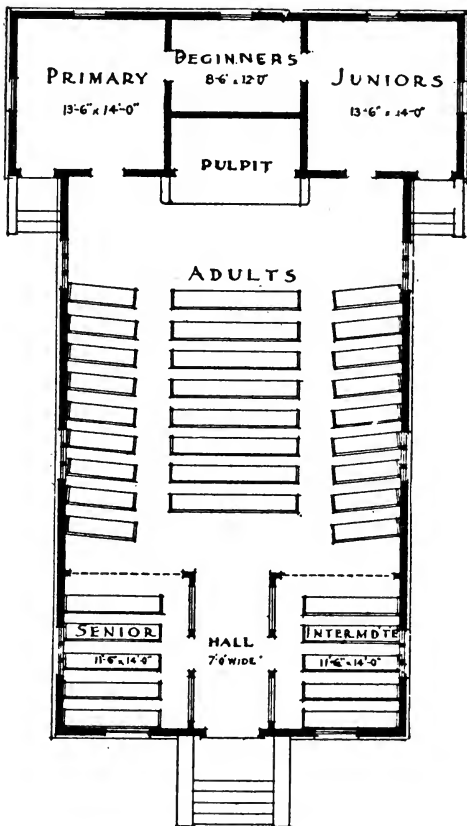 PRIMARY
13'-6" x 14'-0"
BEGINNERS
8'-6" x 12'-0"
JUNIORS
13'-6" x 14'-0"
PULPIT
ADULTS
SENIOR
11'-6" x 14'-0"
HALL
7'0" WIDE
INTERMDTE
11'-6" x 14'-0"